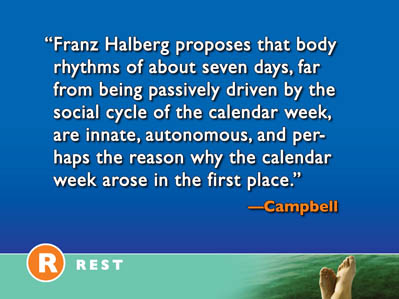 “Franz Halberg proposes that body
rhythms of about seven days, far
from being passively driven by the
social cycle of the calendar week,
are innate, autonomous, and per-
haps the reason why the calendar
week arose in the first place.”
—Campbell
R REST